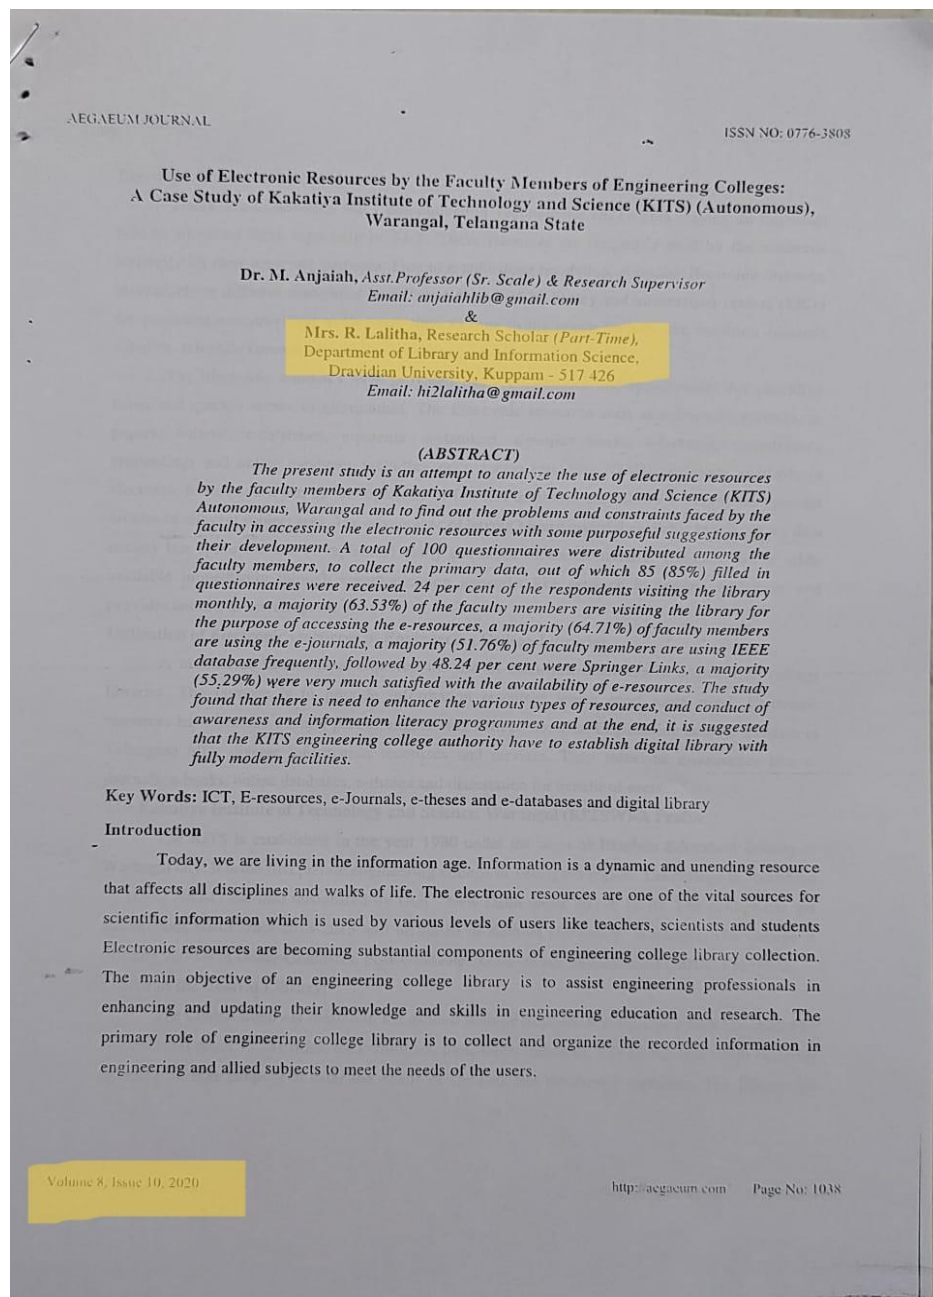 AEGAEUM JOURNAL
ISSN NO: 0776-3808
Use of Electronic Resources by the Faculty Members of Engineering Colleges:
A Case Study of Kakatiya Institute of Technology and Science (KITS) (Autonomous),
Warangal, Telangana State
Dr. M. Anjaiah, Asst.Professor (Sr. Scale) & Research Supervisor
Email: anjaiahlib@gmail.com
&
Mrs. R. Lalitha, Research Scholar (Part-Time),
Department of Library and Information Science,
Dravidian University, Kuppam - 517 426
Email: hi2lalitha@gmail.com
(ABSTRACT)
The present study is an attempt to analyze the use of electronic resources
by the faculty members of Kakatiya Institute of Technology and Science (KITS)
Autonomous, Warangal and to find out the problems and constraints faced by the
faculty in accessing the electronic resources with some purposeful suggestions for
their development. A total of 100 questionnaires were distributed among the
faculty members, to collect the primary data, out of which 85 (85%) filled in
questionnaires were received. 24 per cent of the respondents visiting the library
monthly, a majority (63.53%) of the faculty members are visiting the library for
the purpose of accessing the e-resources, a majority (64.71%) of faculty members
are using the e-journals, a majority (51.76%) of faculty members are using IEEE
database frequently, followed by 48.24 per cent were Springer Links, a majority
(55.29%) were very much satisfied with the availability of e-resources. The study
found that there is need to enhance the various types of resources, and conduct of
awareness and information literacy programmes and at the end, it is suggested
that the KITS engineering college authority have to establish digital library with
fully modern facilities.
Key Words: ICT, E-resources, e-Journals, e-theses and e-databases and digital library
Introduction
Today, we are living in the information age. Information is a dynamic and unending resource
that affects all disciplines and walks of life. The electronic resources are one of the vital sources for
scientific information which is used by various levels of users like teachers, scientists and students
Electronic resources are becoming substantial components of engineering college library collection.
The main objective of an engineering college library is to assist engineering professionals in
enhancing and updating their knowledge and skills in engineering education and research. The
primary role of engineering college library is to collect and organize the recorded information in
engineering and allied subjects to meet the needs of the users.
Volume 8, Issue 10, 2020
http://aegaeum.com
Page No: 1038